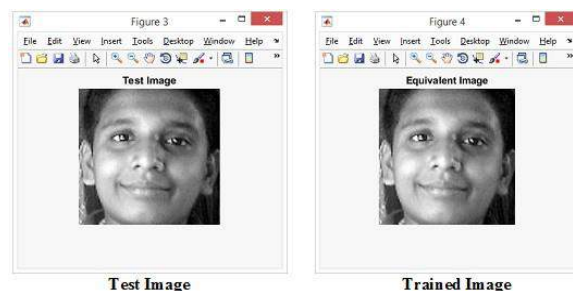 Figure 3
File Edit View Insert Tools Desktop Window Help
Test Image
Test Image
Figure 4
File Edit View Insert Tools Desktop Window Help
Equivalent Image
Trained Image